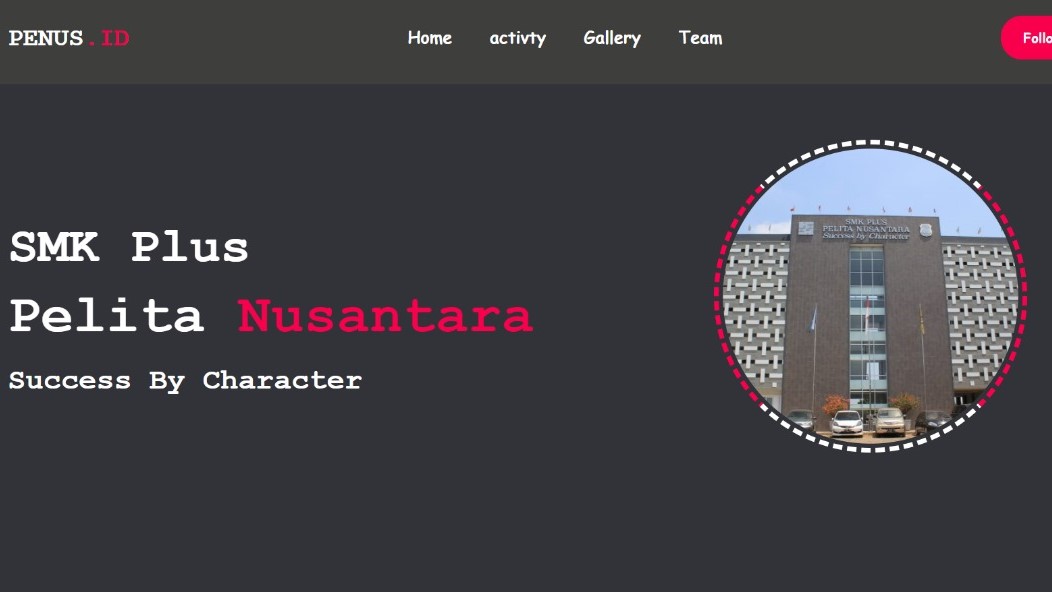 PENUS.ID
Home activty Gallery Team
Follo
SMK Plus
Pelita Nusantara
Success By Character
SMK PLUS
PELITA NUSANTARA
Success by Character